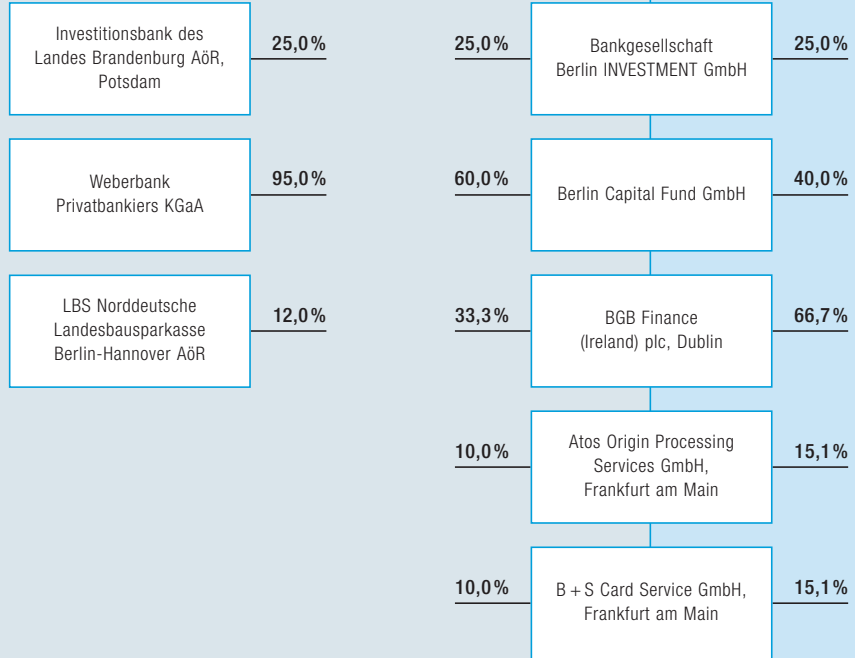 Investitionsbank des
Landes Brandenburg AöR,
Potsdam
25,0 %
25,0 %
Bankgesellschaft
Berlin INVESTMENT GmbH
25,0 %
Weberbank
Privatbankiers KGaA
95,0 %
60,0 %
Berlin Capital Fund GmbH
40,0 %
LBS Norddeutsche
Landesbausparkasse
Berlin-Hannover AöR
12,0 %
33,3 %
BGB Finance
(Ireland) plc, Dublin
66,7 %
10,0 %
Atos Origin Processing
Services GmbH,
Frankfurt am Main
15,1 %
10,0 %
B + S Card Service GmbH,
Frankfurt am Main
15,1 %